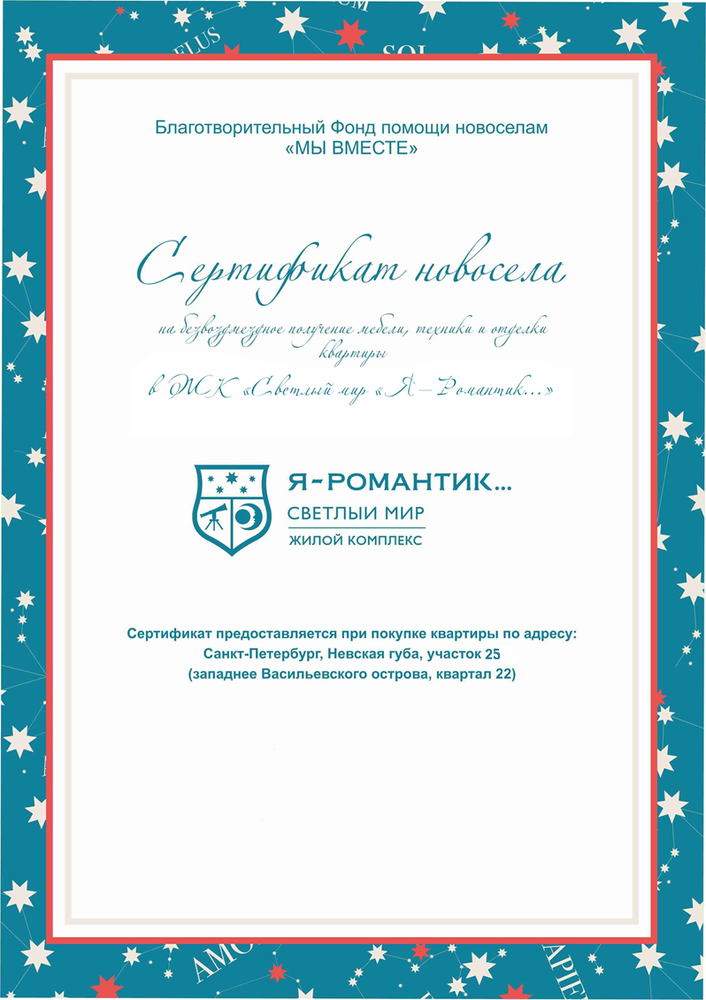 ELUS
UM
SOL
Благотворительный Фонд помощи новоселам
«МЫ ВМЕСТЕ»
Сертификат новосела
на безвоздмездное получение мебели, техники и отделки
квартиры
в ЖК «Светлый мир « Я – Романтик...»
Я-РОМАНТИК...
СВЕТЛЫЙ МИР
ЖИЛОЙ КОМПЛЕКС
Сертификат предоставляется при покупке квартиры по адресу:
Санкт-Петербург, Невская губа, участок 25
(западнее Васильевского острова, квартал 22)
AMO
APIE